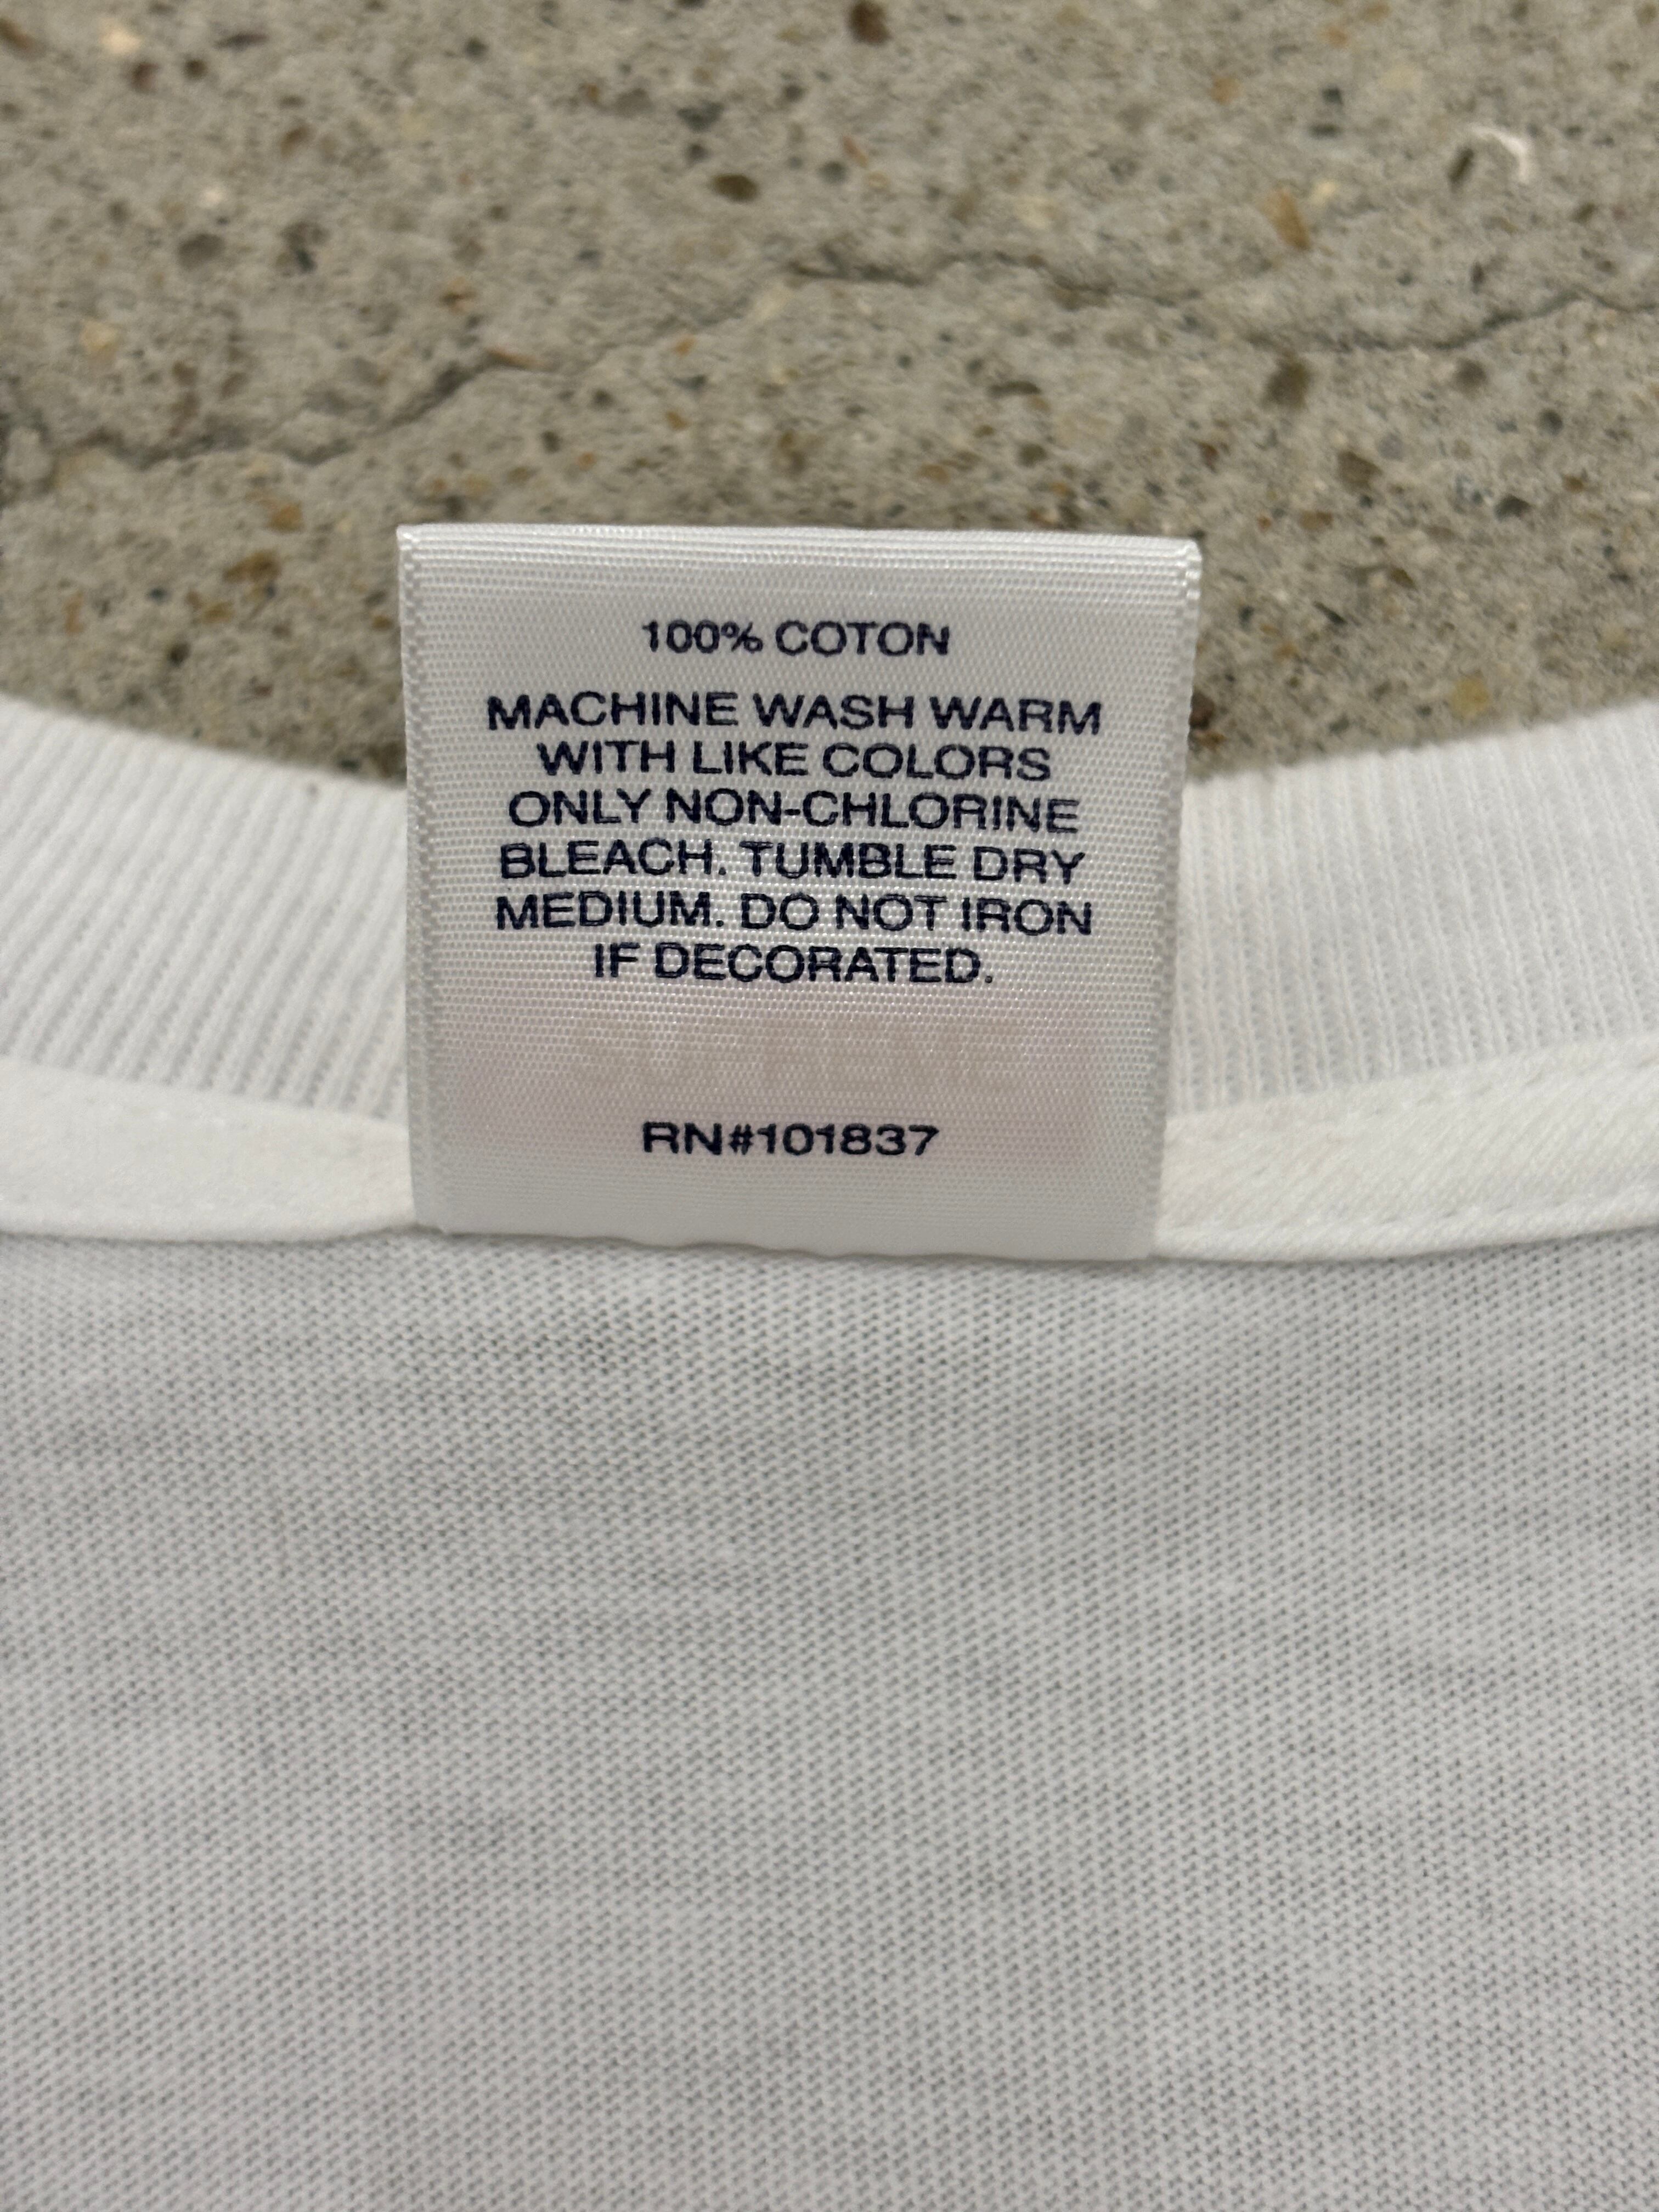 100% COTON
MACHINE WASH WARM
WITH LIKE COLORS
ONLY NON-CHLORINE
BLEACH. TUMBLE DRY
MEDIUM. DO NOT IRON
IF DECORATED.
RN#101837